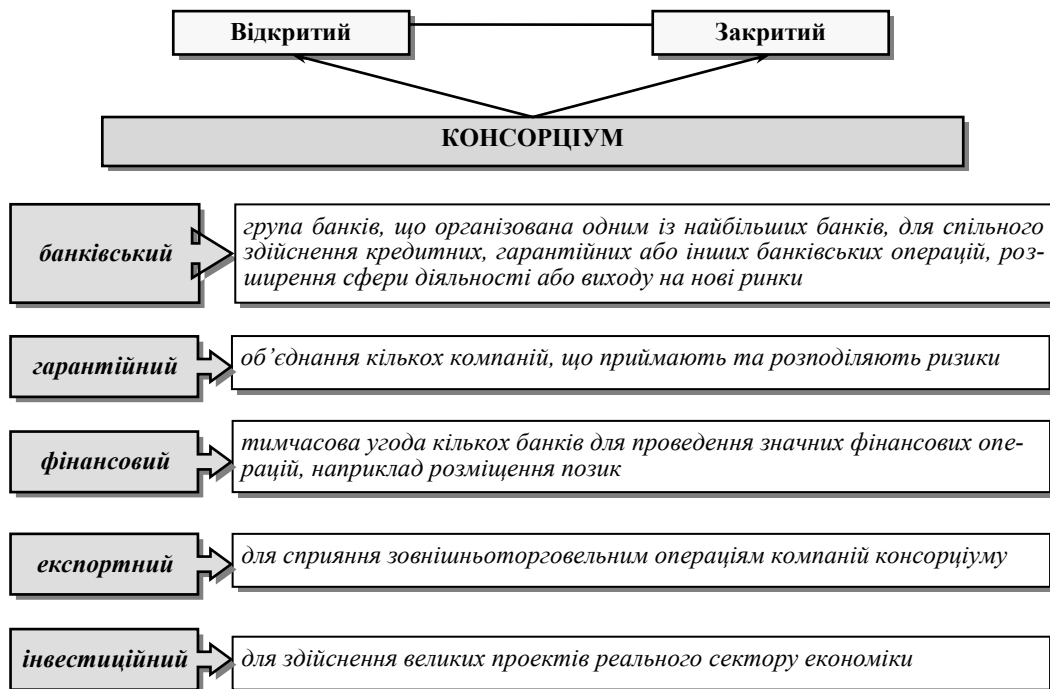 Відкритий
Закритий
КОНСОРЦІУМ
банківський
група банків, що організована одним із найбільших банків, для спільного
здійснення кредитних, гарантійних або інших банківських операцій, роз-
ширення сфери діяльності або виходу на нові ринки
гарантійний
об’єднання кількох компаній, що приймають та розподіляють ризики
фінансовий
тимчасова угода кількох банків для проведення значних фінансових опе-
рацій, наприклад розміщення позик
експортний
для сприяння зовнішньоторговельним операціям компаній консорціуму
інвестиційний
для здійснення великих проектів реального сектору економіки